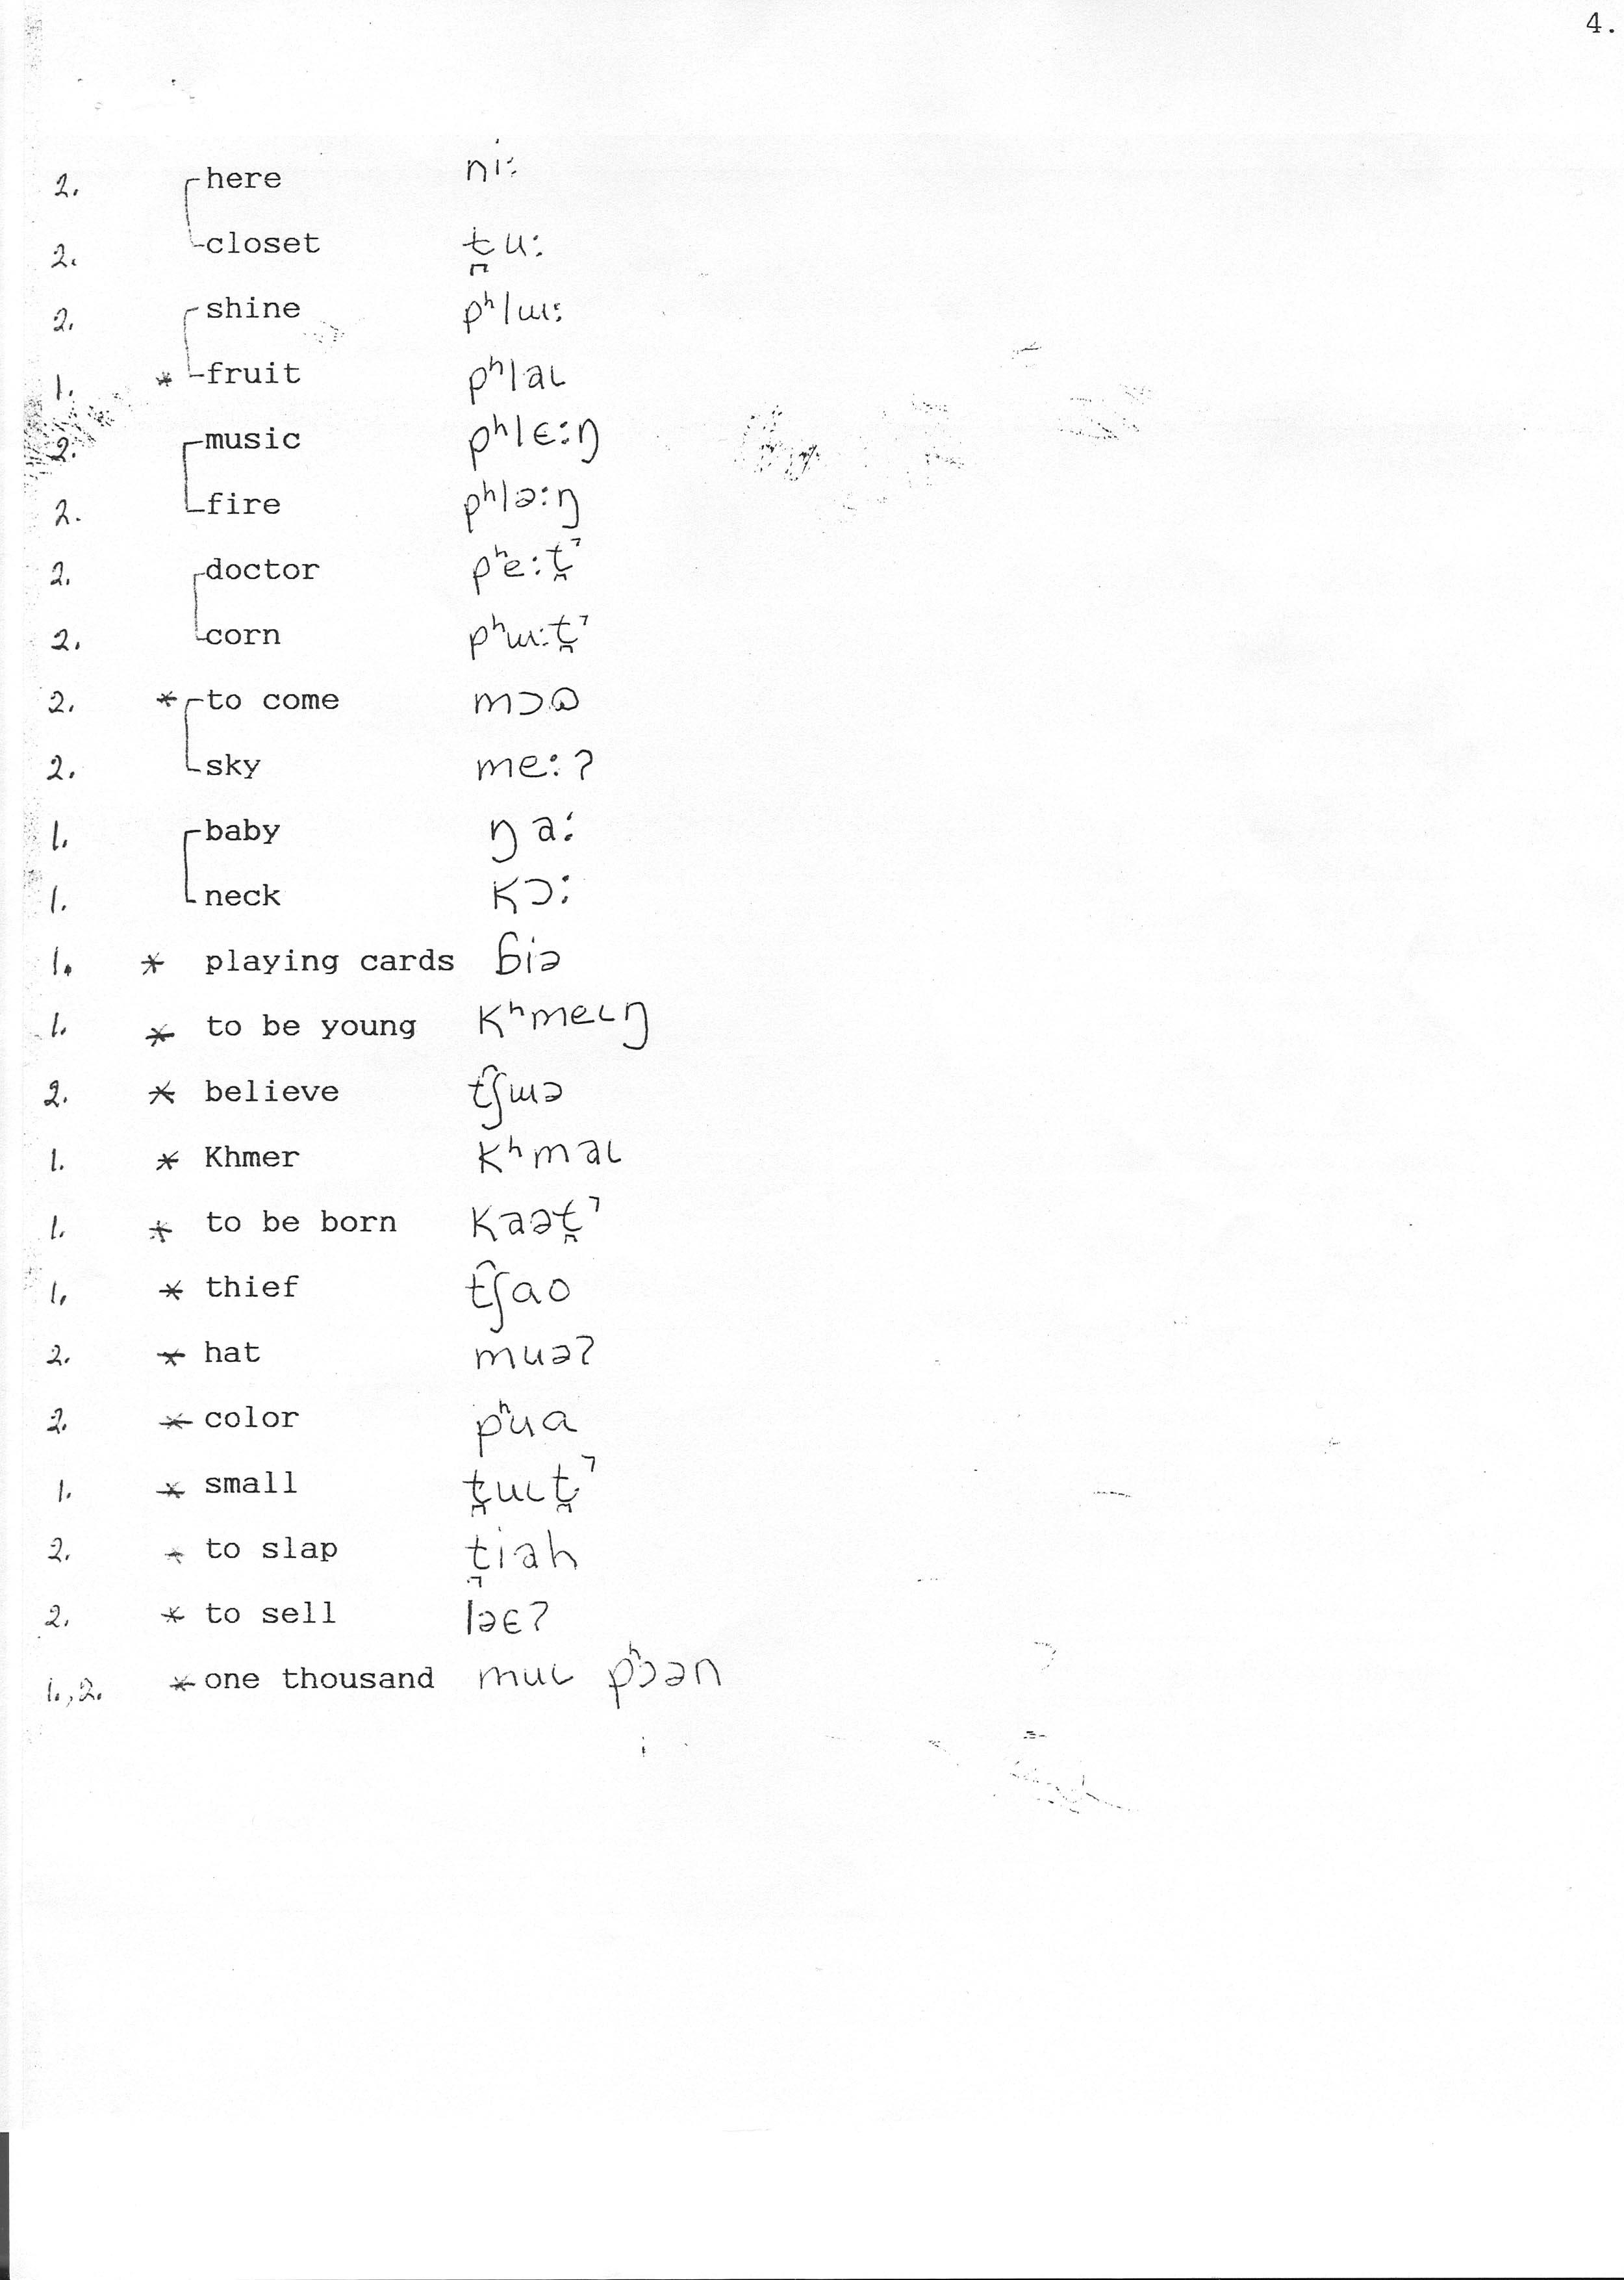 4.
2. here niː
2. closet t̪uː
2. shine pʰlɯː
1. * fruit pʰlaɩ
2. music pʰlɛːŋ
2. fire pʰləːŋ
2. doctor pʰeːt̪̚
2. corn pʰɯːt̪̚
2. * to come mɔɷ
2. sky meːʔ
1. baby ŋaː
1. neck kɔː
1. * playing cards ɓiə
1. * to be young kʰmeɩŋ
2. * believe t͡ʃɯə
1. * Khmer kʰmaɩ
1. * to be born kaət̪̚
1. * thief t͡ʃɑo
2. * hat muəʔ
2. * color pʰuɑ
1. * small t̪uɩt̪̚
2. * to slap t̪iah
2. * to sell ləɛʔ
1.,2. * one thousand muɩ pʰɔən